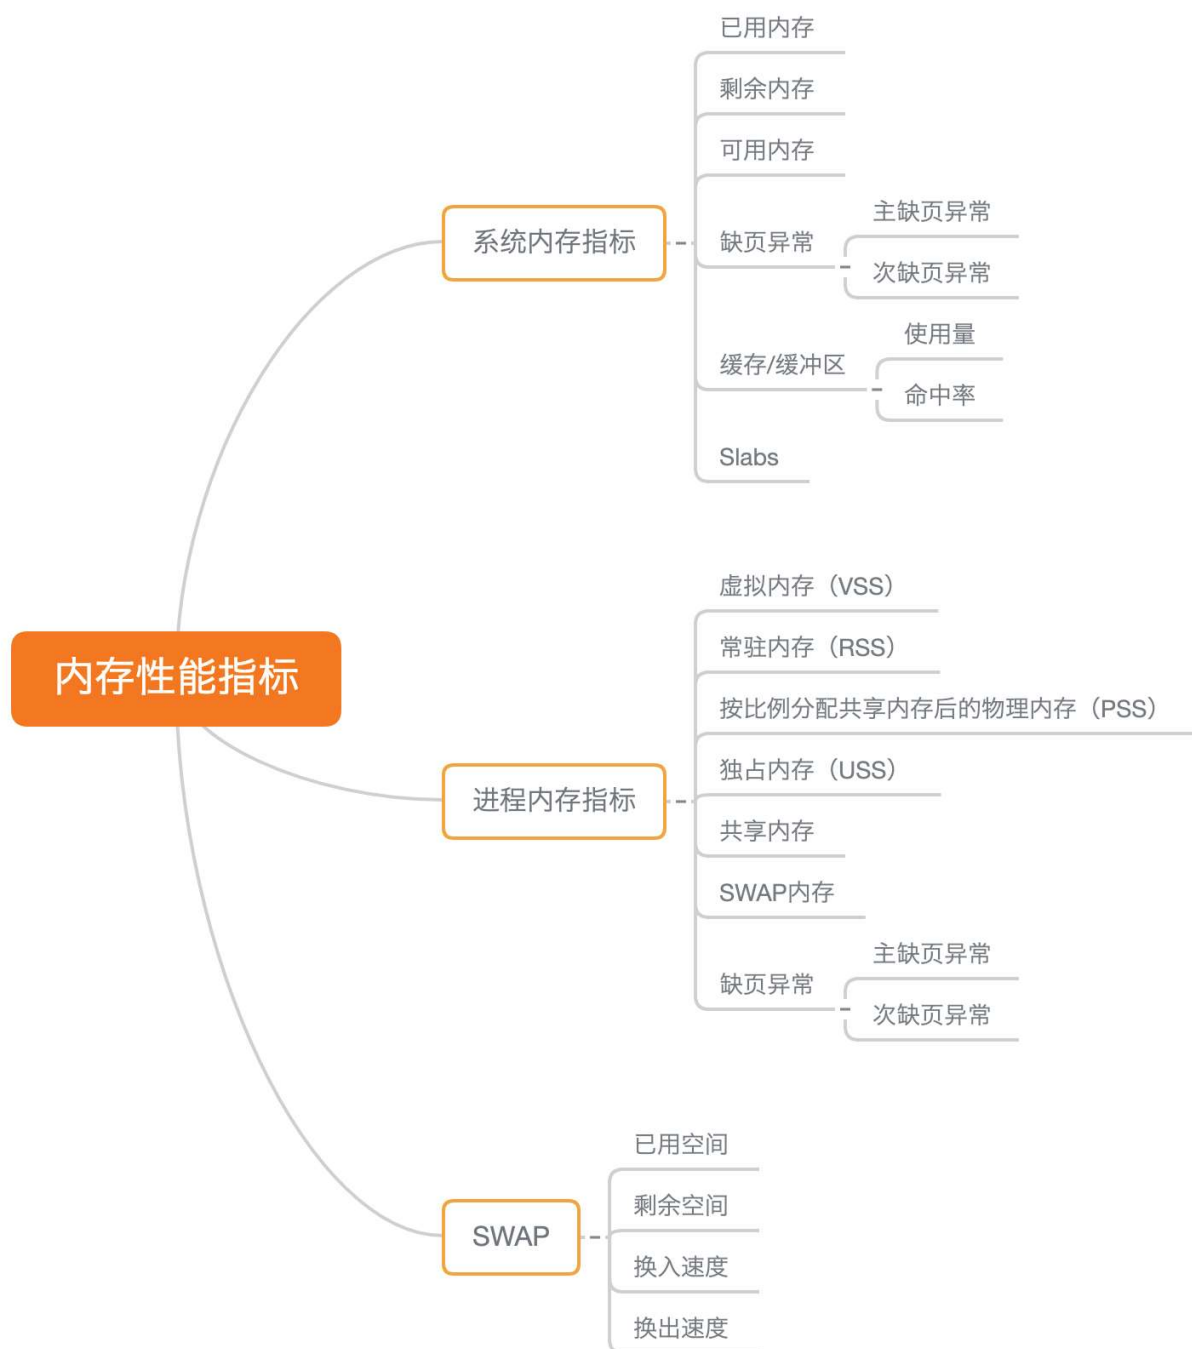 已用内存
剩余内存
可用内存
主缺页异常
系统内存指标
缺页异常
次缺页异常
使用量
缓存/缓冲区
命中率
Slabs
虚拟内存（VSS）
常驻内存（RSS）
内存性能指标
按比例分配共享内存后的物理内存（PSS）
独占内存（USS）
进程内存指标
共享内存
SWAP内存
主缺页异常
缺页异常
次缺页异常
已用空间
剩余空间
SWAP
换入速度
换出速度